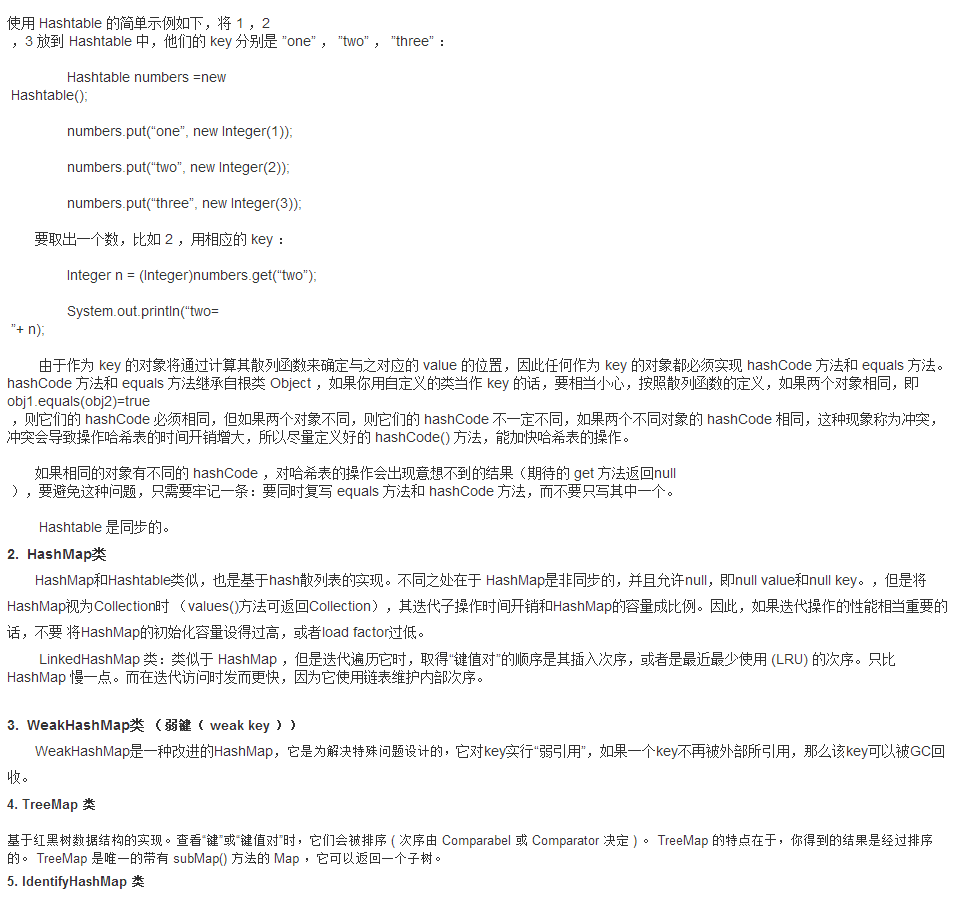 使用 Hashtable 的简单示例如下，将 1 ，2
，3 放到 Hashtable 中，他们的 key 分别是 ”one” ， ”two” ， ”three” ：
Hashtable numbers =new
Hashtable();
numbers.put(“one”, new Integer(1));
numbers.put(“two”, new Integer(2));
numbers.put(“three”, new Integer(3));
要取出一个数，比如 2 ，用相应的 key ：
Integer n = (Integer)numbers.get(“two”);
System.out.println(“two=
”+ n);
由于作为 key 的对象将通过计算其散列函数来确定与之对应的 value 的位置，因此任何作为 key 的对象都必须实现 hashCode 方法和 equals 方法。
hashCode 方法和 equals 方法继承自根类 Object ，如果你用自定义的类当作 key 的话，要相当小心，按照散列函数的定义，如果两个对象相同，即
obj1.equals(obj2)=true
，则它们的 hashCode 必须相同，但如果两个对象不同，则它们的 hashCode 不一定不同，如果两个不同对象的 hashCode 相同，这种现象称为冲突，
冲突会导致操作哈希表的时间开销增大，所以尽量定义好的 hashCode() 方法，能加快哈希表的操作。
如果相同的对象有不同的 hashCode ，对哈希表的操作会出现意想不到的结果（期待的 get 方法返回null
），要避免这种问题，只需要牢记一条：要同时复写 equals 方法和 hashCode 方法，而不要只写其中一个。
Hashtable 是同步的。
2. HashMap类
HashMap和Hashtable类似，也是基于hash散列表的实现。不同之处在于 HashMap是非同步的，并且允许null，即null value和null key。，但是将
HashMap视为Collection时 （values()方法可返回Collection），其迭代子操作时间开销和HashMap的容量成比例。因此，如果迭代操作的性能相当重要的
话，不要 将HashMap的初始化容量设得过高，或者load factor过低。
LinkedHashMap 类：类似于 HashMap ，但是迭代遍历它时，取得“键值对”的顺序是其插入次序，或者是最近最少使用 (LRU) 的次序。只比
HashMap 慢一点。而在迭代访问时发而更快，因为它使用链表维护内部次序。
3. WeakHashMap类 （弱键（ weak key ））
WeakHashMap是一种改进的HashMap，它是为解决特殊问题设计的，它对key实行“弱引用”，如果一个key不再被外部所引用，那么该key可以被GC回
收。
4. TreeMap 类
基于红黑树数据结构的实现。查看“键”或“键值对”时，它们会被排序 ( 次序由 Comparabel 或 Comparator 决定 ) 。 TreeMap 的特点在于，你得到的结果是经过排序
的。 TreeMap 是唯一的带有 subMap() 方法的 Map ，它可以返回一个子树。
5. IdentifyHashMap 类